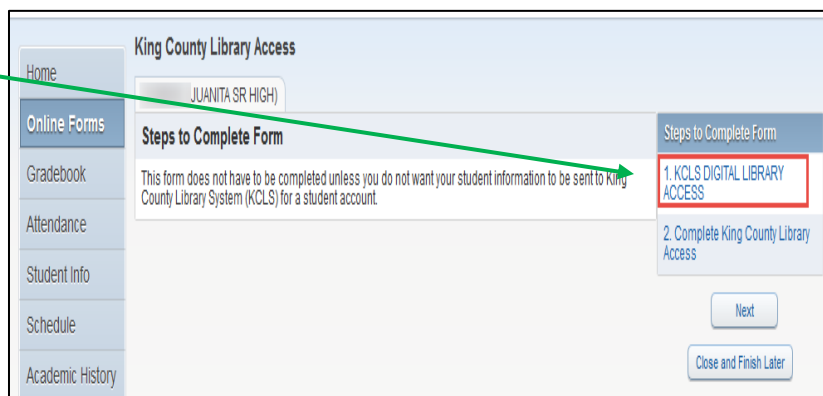 King County Library Access
Home
Online Forms
Gradebook
Attendance
Student Info
Schedule
Academic History
JUANITA SR HIGH)
Steps to Complete Form
This form does not have to be completed unless you do not want your student information to be sent to King
County Library System (KCLS) for a student account.
Steps to Complete Form
1. KCLS DIGITAL LIBRARY
ACCESS
2. Complete King County Library
Access
Next
Close and Finish Later